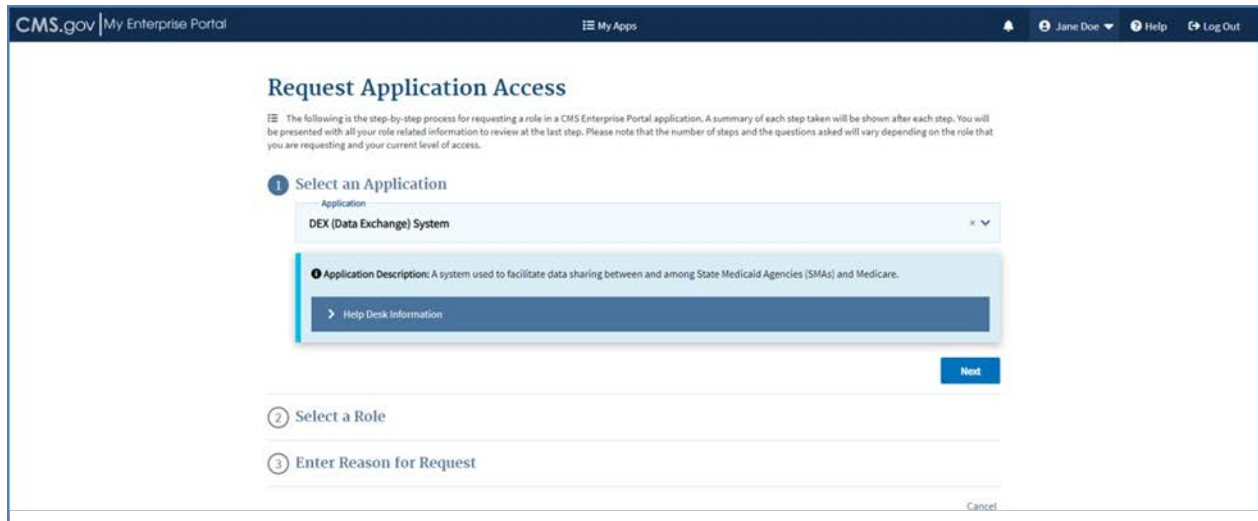 CMS.gov My Enterprise Portal
My Apps
Jane Doe
Help
Log Out
Request Application Access
The following is the step-by-step process for requesting a role in a CMS Enterprise Portal application. A summary of each step taken will be shown after each step. You will
be presented with all your role related information to review at the last step. Please note that the number of steps and the questions asked will vary depending on the role that
you are requesting and your current level of access.
1 Select an Application
Application
DEX (Data Exchange) System
Application Description: A system used to facilitate data sharing between and among State Medicaid Agencies (SMAs) and Medicare.
Help Desk Information
Next
2 Select a Role
3 Enter Reason for Request
Cancel